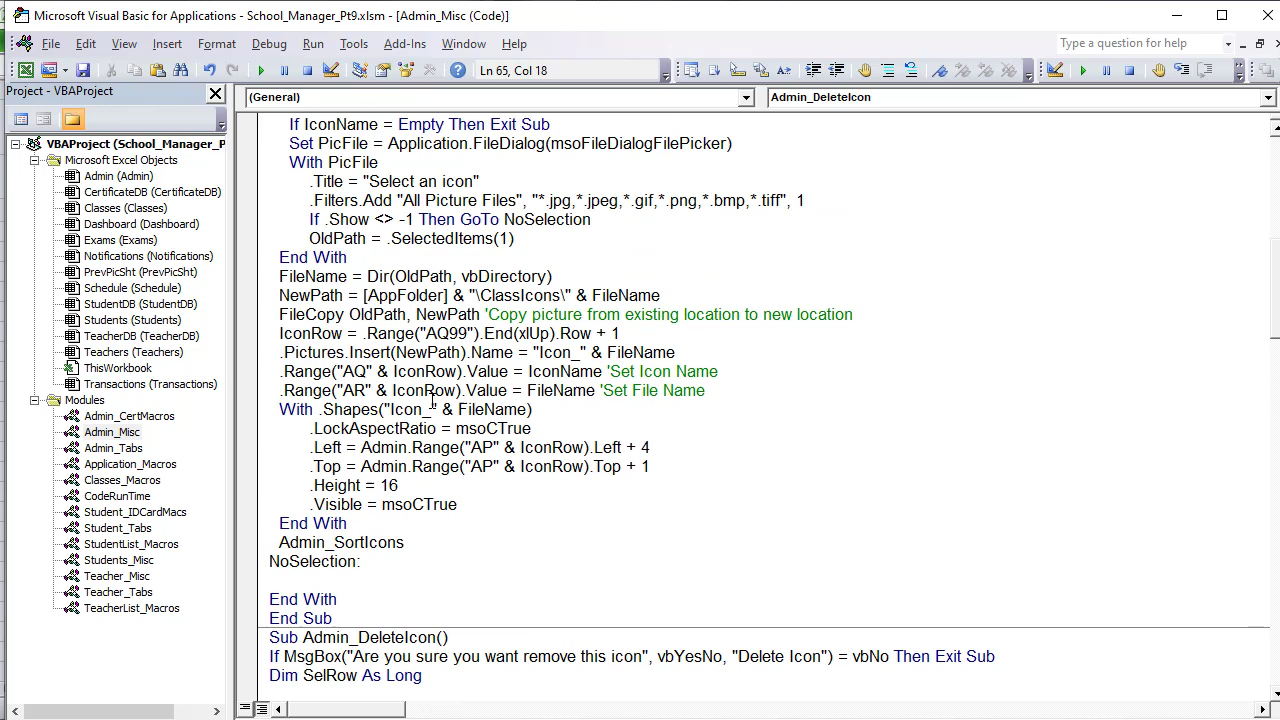 Microsoft Visual Basic for Applications - School_Manager_Pt9.xlsm - [Admin_Misc (Code)]
File Edit View Insert Format Debug Run Tools Add-Ins Window Help
Type a question for help
Ln 65, Col 18
Project - VBAProject
(General)
Admin_DeleteIcon
VBAProject (School_Manager_P
Microsoft Excel Objects
Admin (Admin)
CertificateDB (CertificateDB)
Classes (Classes)
Dashboard (Dashboard)
Exams (Exams)
Notifications (Notifications)
PrevPicSht (PrevPicSht)
Schedule (Schedule)
StudentDB (StudentDB)
Students (Students)
TeacherDB (TeacherDB)
Teachers (Teachers)
ThisWorkbook
Transactions (Transactions)
Modules
Admin_CertMacros
Admin_Misc
Admin_Tabs
Application_Macros
Classes_Macros
CodeRunTime
Student_IDCardMacs
Student_Tabs
StudentList_Macros
Students_Misc
Teacher_Misc
Teacher_Tabs
TeacherList_Macros
If IconName = Empty Then Exit Sub
Set PicFile = Application.FileDialog(msoFileDialogFilePicker)
With PicFile
.Title = "Select an icon"
.Filters.Add "All Picture Files", "*.jpg,*.jpeg,*.gif,*.png,*.bmp,*.tiff", 1
If .Show <> -1 Then GoTo NoSelection
OldPath = .SelectedItems(1)
End With
FileName = Dir(OldPath, vbDirectory)
NewPath = [AppFolder] & "\ClassIcons\" & FileName
FileCopy OldPath, NewPath 'Copy picture from existing location to new location
IconRow = .Range("AQ99").End(xlUp).Row + 1
.Pictures.Insert(NewPath).Name = "Icon_" & FileName
.Range("AQ" & IconRow).Value = IconName 'Set Icon Name
.Range("AR" & IconRow).Value = FileName 'Set File Name
With .Shapes("Icon_" & FileName)
.LockAspectRatio = msoCTrue
.Left = Admin.Range("AP" & IconRow).Left + 4
.Top = Admin.Range("AP" & IconRow).Top + 1
.Height = 16
.Visible = msoCTrue
End With
Admin_SortIcons
NoSelection:
End With
End Sub
Sub Admin_DeleteIcon()
If MsgBox("Are you sure you want remove this icon", vbYesNo, "Delete Icon") = vbNo Then Exit Sub
Dim SelRow As Long